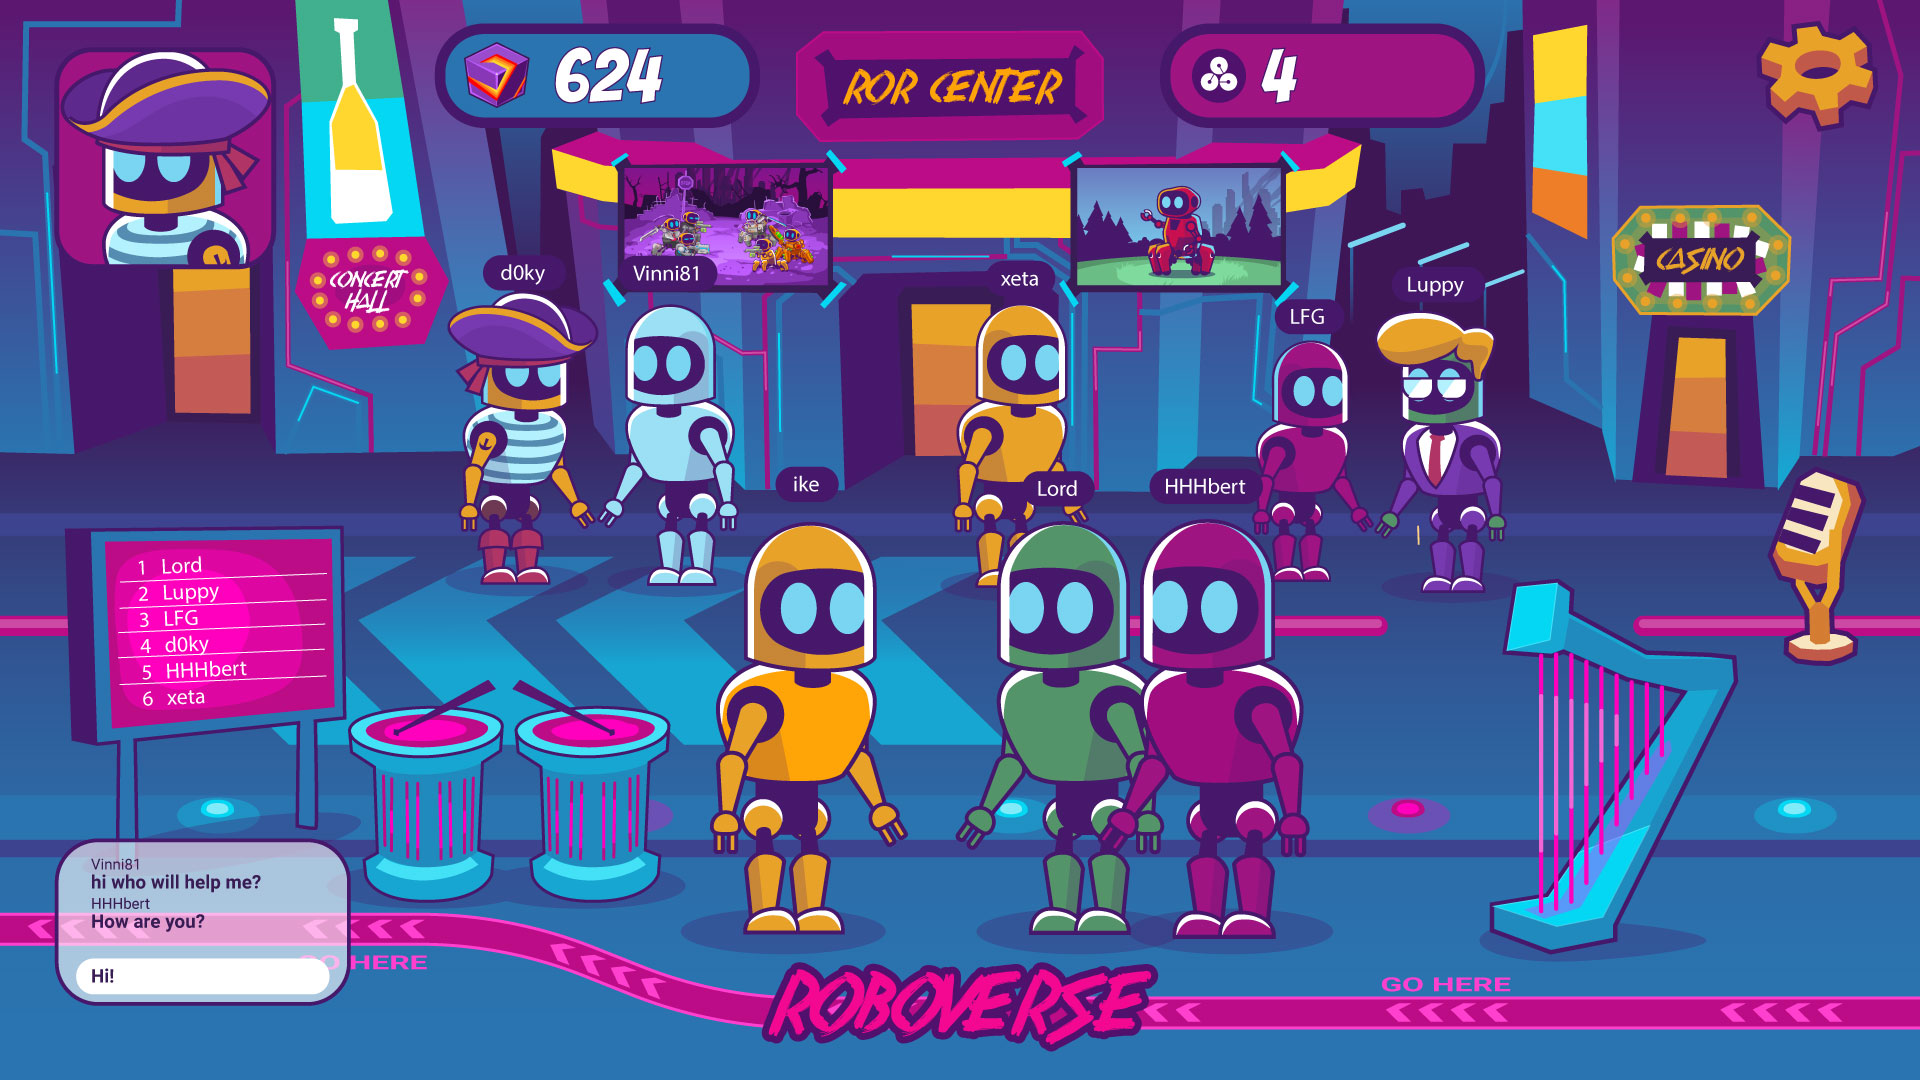 624
ROR CENTER
4
CONCERT
HALL
CASINO
d0ky
Vinni81
xeta
LFG
Luppy
ike
Lord
HHHbert
1 Lord
2 Luppy
3 LFG
4 d0ky
5 HHHbert
6 xeta
Vinni81
hi who will help me?
HHHbert
How are you?
Hi!
GO HERE
ROBOVERSE
GO HERE